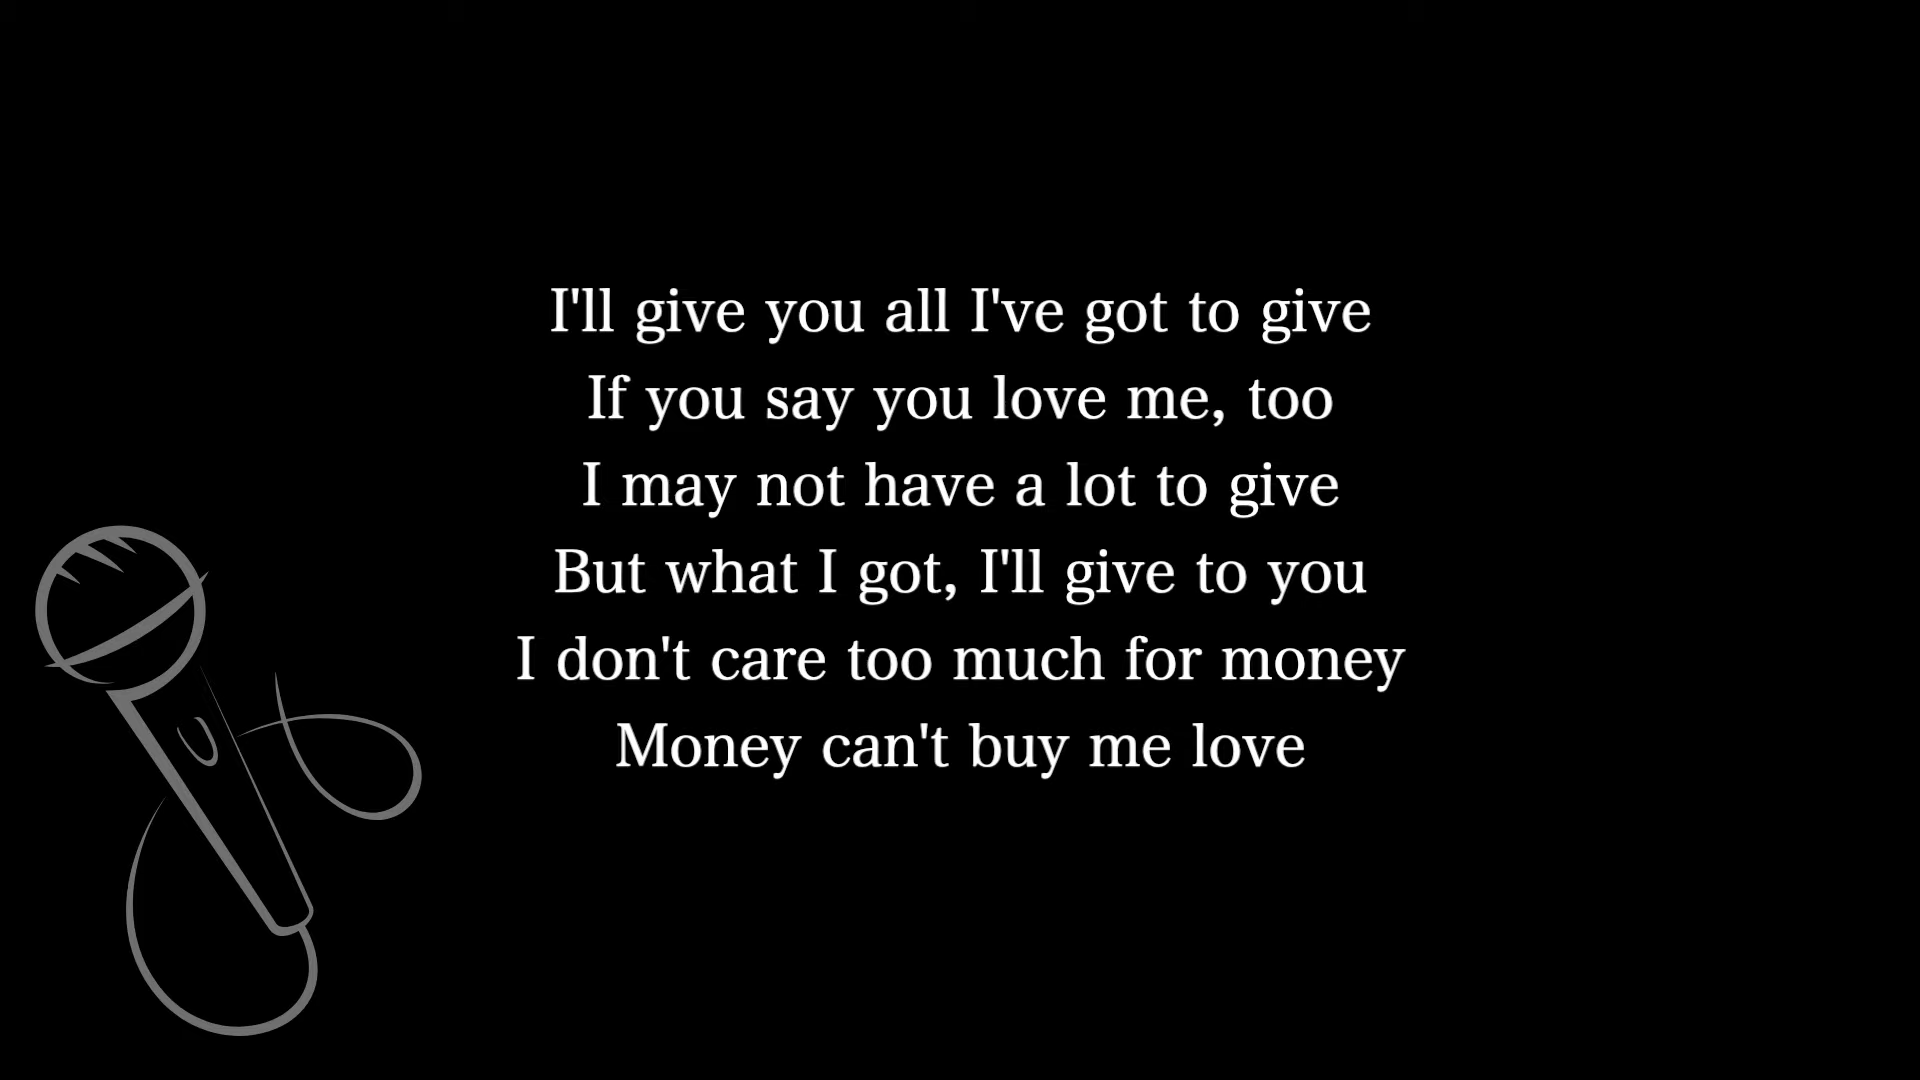 I'll give you all I've got to give
If you say you love me, too
I may not have a lot to give
But what I got, I'll give to you
I don't care too much for money
Money can't buy me love